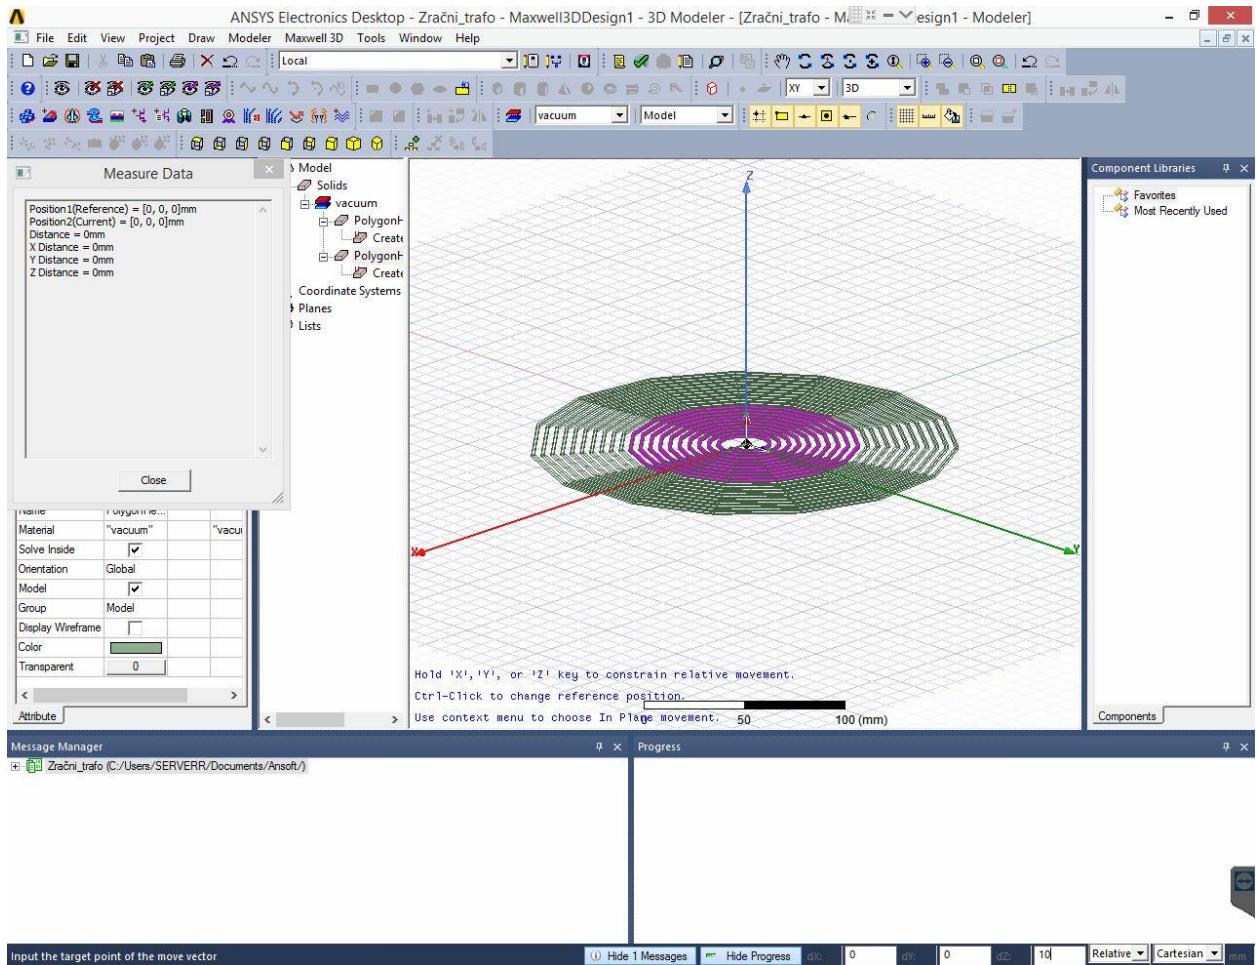 ANSYS Electronics Desktop - Zračni_trafo - Maxwell3DDesign1 - 3D Modeler - [Zračni_trafo - M esign1 - Modeler]
File Edit View Project Draw Modeler Maxwell 3D Tools Window Help
Local
XY 3D
vacuum Model
Measure Data
Position1(Reference) = [0, 0, 0]mm
Position2(Current) = [0, 0, 0]mm
Distance = 0mm
X Distance = 0mm
Y Distance = 0mm
Z Distance = 0mm
Close
Material "vacuum" "vacu
Solve Inside
Orientation Global
Model
Group Model
Display Wireframe
Color
Transparent 0
Attribute
Model
Solids
vacuum
PolygonH
Create
PolygonH
Create
Coordinate Systems
Planes
Lists
Z
X
Y
Hold 'X','Y', or 'Z' key to constrain relative movement.
Ctrl-Click to change reference position.
Use context menu to choose In Plane movement.
0 50 100 (mm)
Component Libraries
Favorites
Most Recently Used
Components
Message Manager
Zračni_trafo (C:/Users/SERVERR/Documents/Ansoft/)
Progress
Input the target point of the move vector
Hide 1 Messages Hide Progress dX: 0 dY: 0 dZ: 10 Relative Cartesian mm